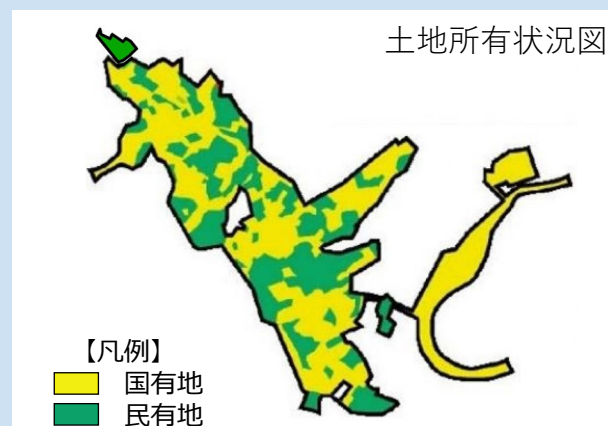 土地所有状況図
【凡例】
国有地
民有地